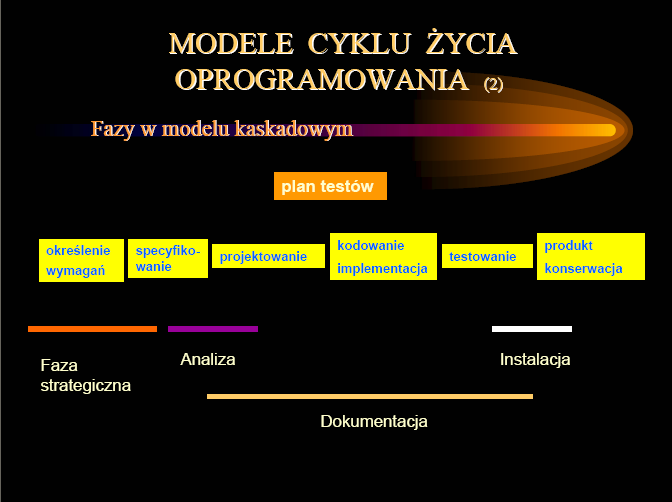 MODELE CYKLU ŻYCIA
OPROGRAMOWANIA (2)
Fazy w modelu kaskadowym
plan testów
określenie
wymagań
specyfiko-
wanie
projektowanie
kodowanie
implementacja
testowanie
produkt
konserwacja
Faza
strategiczna
Analiza
Instalacja
Dokumentacja